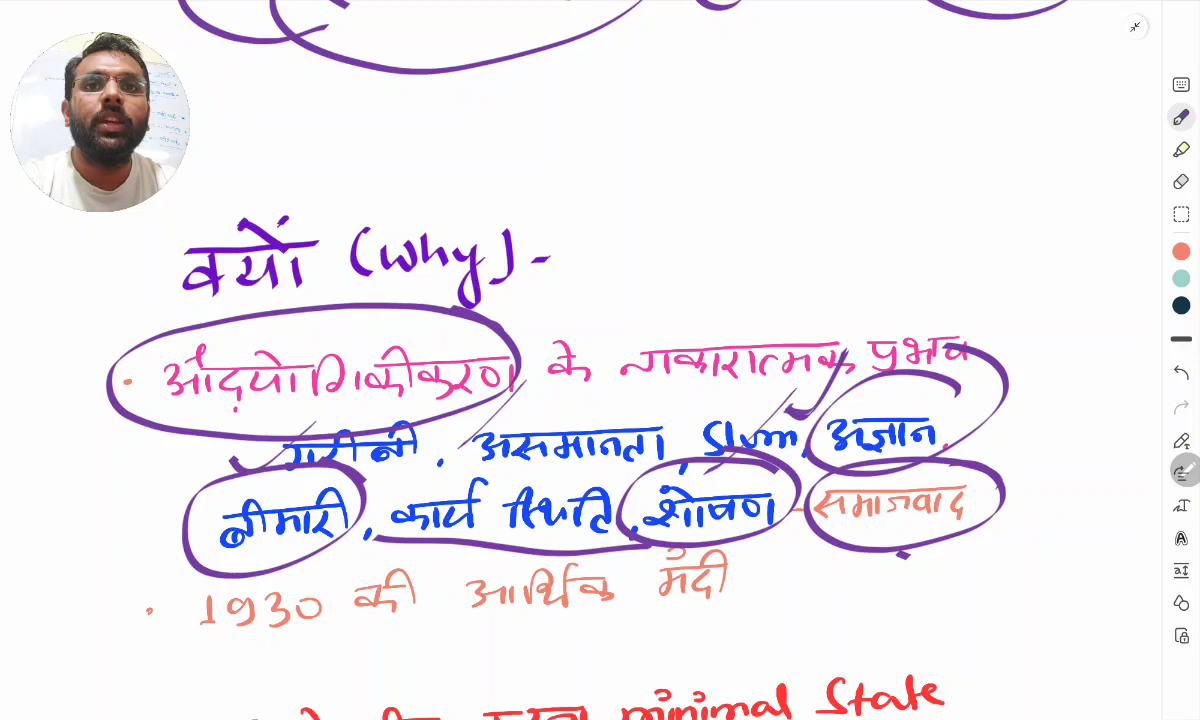 क्यों (Why) -
• औद्योगिकीकरण के नकारात्मक प्रभाव
गरीबी, असमानता, Slum, अज्ञान,
बीमारी, कार्य स्थिति, शोषण - समाजवाद
• 1930 की आर्थिक मंदी
minimal State